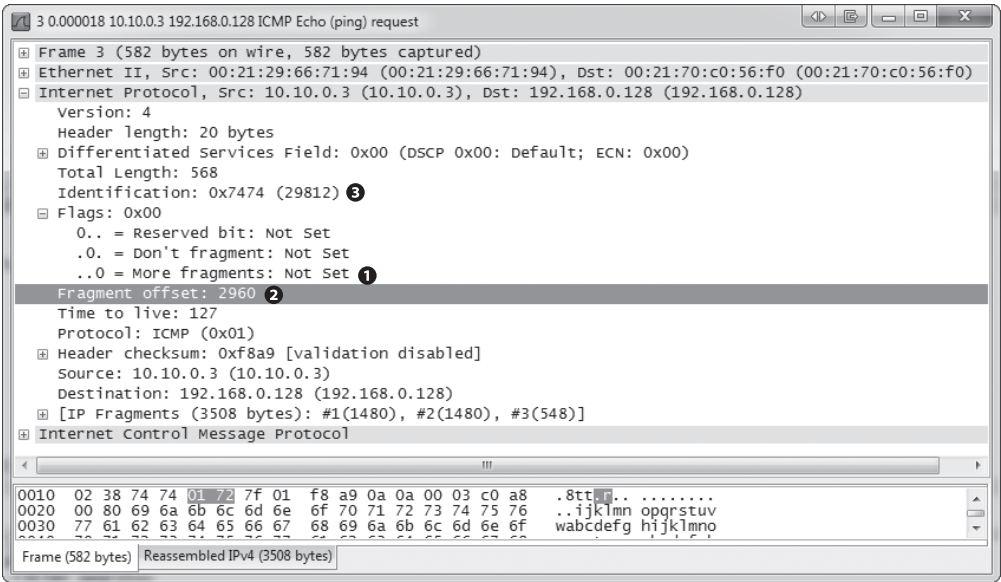 3 0.000018 10.10.0.3 192.168.0.128 ICMP Echo (ping) request
Frame 3 (582 bytes on wire, 582 bytes captured)
Ethernet II, Src: 00:21:29:66:71:94 (00:21:29:66:71:94), Dst: 00:21:70:c0:56:f0 (00:21:70:c0:56:f0)
Internet Protocol, Src: 10.10.0.3 (10.10.0.3), Dst: 192.168.0.128 (192.168.0.128)
Version: 4
Header length: 20 bytes
Differentiated Services Field: 0x00 (DSCP 0x00: Default; ECN: 0x00)
Total Length: 568
Identification: 0x7474 (29812) ❸
Flags: 0x00
0.. = Reserved bit: Not Set
.0. = Don't fragment: Not Set
..0 = More fragments: Not Set ❶
Fragment offset: 2960 ❷
Time to live: 127
Protocol: ICMP (0x01)
Header checksum: 0xf8a9 [validation disabled]
Source: 10.10.0.3 (10.10.0.3)
Destination: 192.168.0.128 (192.168.0.128)
[IP Fragments (3508 bytes): #1(1480), #2(1480), #3(548)]
Internet Control Message Protocol
0010 02 38 74 74 01 72 7f 01 f8 a9 0a 0a 00 03 c0 a8 .8tt.r.. ........
0020 00 80 69 6a 6b 6c 6d 6e 6f 70 71 72 73 74 75 76 ..ijklmn opqrstuv
0030 77 61 62 63 64 65 66 67 68 69 6a 6b 6c 6d 6e 6f wabcdefg hijklmno
Frame (582 bytes) Reassembled IPv4 (3508 bytes)